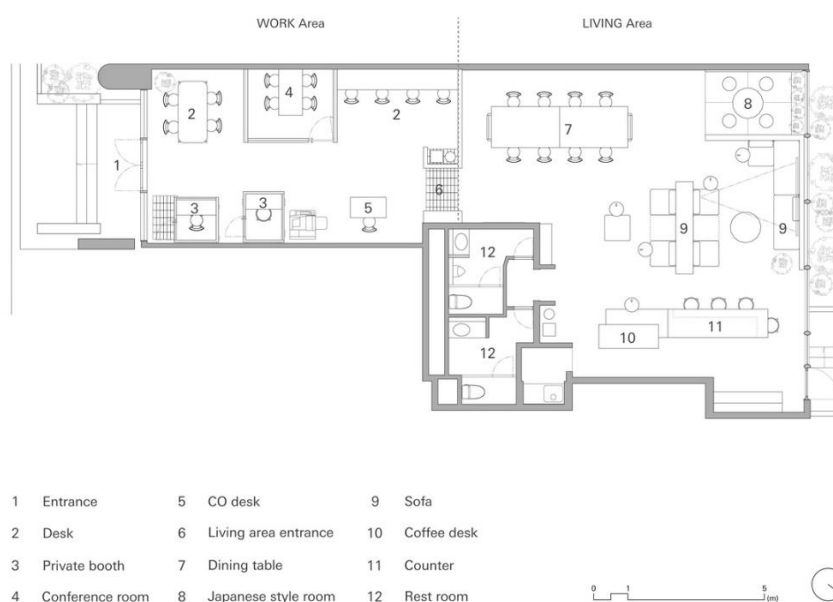 WORK Area
LIVING Area
2
4
2
7
8
1
3
3
5
6
9
9
12
12
10
11
1 Entrance 5 CO desk 9 Sofa
2 Desk 6 Living area entrance 10 Coffee desk
3 Private booth 7 Dining table 11 Counter
4 Conference room 8 Japanese style room 12 Rest room
0 1 5
(m)